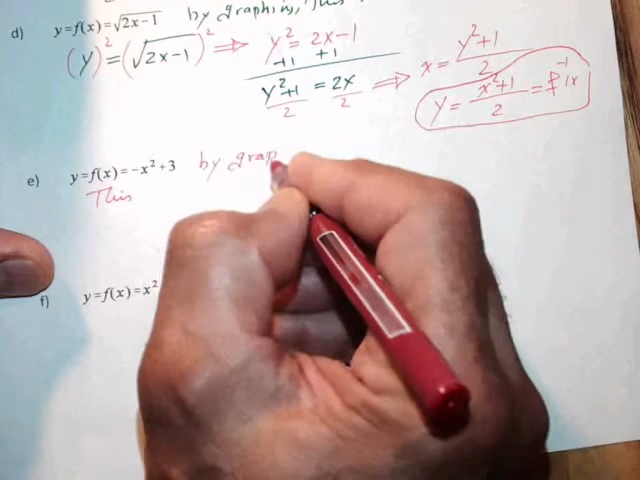 by graphing, this
d) y=f(x)=√2x-1
(y)²=(√2x-1)² ⇒ y² = 2x-1
+1 +1
y²+1 = 2x ⇒ x = y²+1
2 2 2
y = x²+1 = f⁻¹(x)
2
e) y=f(x)=-x²+3 by grap
This
f) y=f(x)=x²